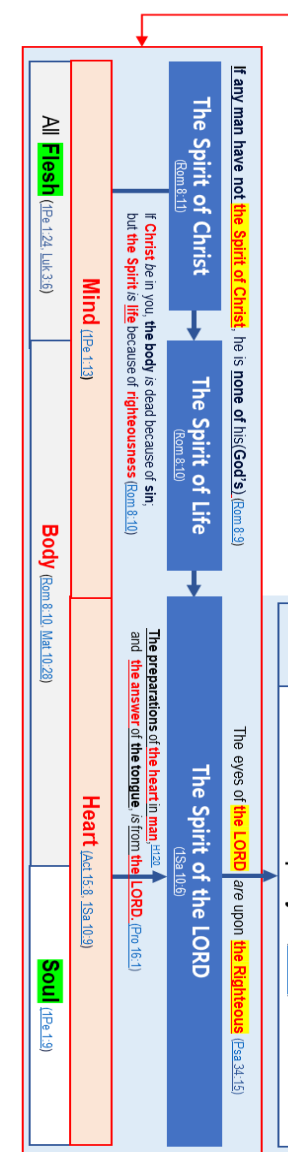 If any man have not the Spirit of Christ, he is none of his(God's) (Rom 8:9)
The eyes of the LORD are upon the Righteous (Psa 34:15)
The Spirit of Christ
(Rom 8:11)
The Spirit of Life
(Rom 8:10)
The Spirit of the LORD
(1Sa 10:6)
If Christ be in you, the body is dead because of sin;
but the Spirit is life because of righteousness (Rom 8:10)
The preparations of the heart in man, H120
and the answer of the tongue, is from the LORD. (Pro 16:1)
Mind (1Pe 1:13)
Heart (Act 15:8, 1Sa 10:9)
All Flesh (1Pe 1:24, Luk 3:6)
Body (Rom 8:10, Mat 10:28)
Soul (1Pe 1:9)